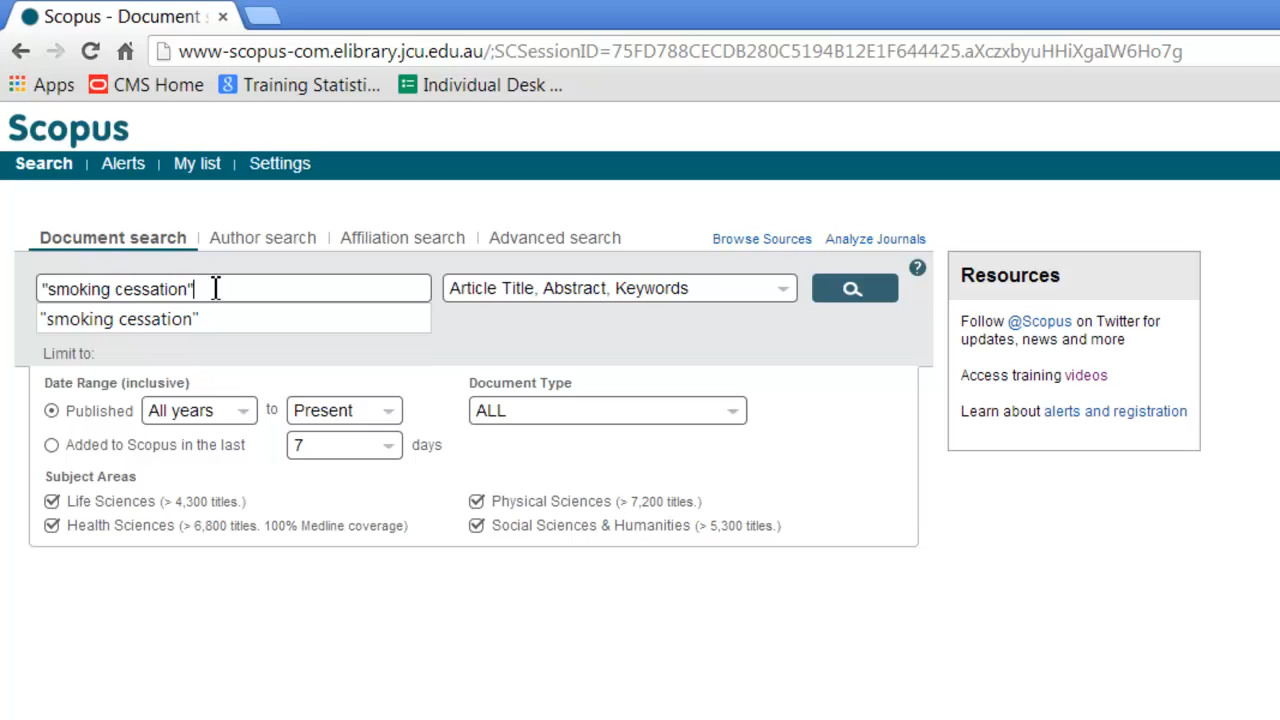 Scopus - Document
www-scopus-com.elibrary.jcu.edu.au/;SCSessionID=75FD788CECDB280C5194B12E1F644425.aXczxbyuHHiXgaIW6Ho7g
Apps CMS Home Training Statisti... Individual Desk ...
Scopus
Search | Alerts | My list | Settings
Document search | Author search | Affiliation search | Advanced search Browse Sources Analyze Journals
?
"smoking cessation" Article Title, Abstract, Keywords
"smoking cessation"
Limit to:
Date Range (inclusive) Document Type
Published All years to Present ALL
Added to Scopus in the last 7 days
Subject Areas
Life Sciences (> 4,300 titles.) Physical Sciences (> 7,200 titles.)
Health Sciences (> 6,800 titles. 100% Medline coverage) Social Sciences & Humanities (> 5,300 titles.)
Resources
Follow @Scopus on Twitter for
updates, news and more
Access training videos
Learn about alerts and registration